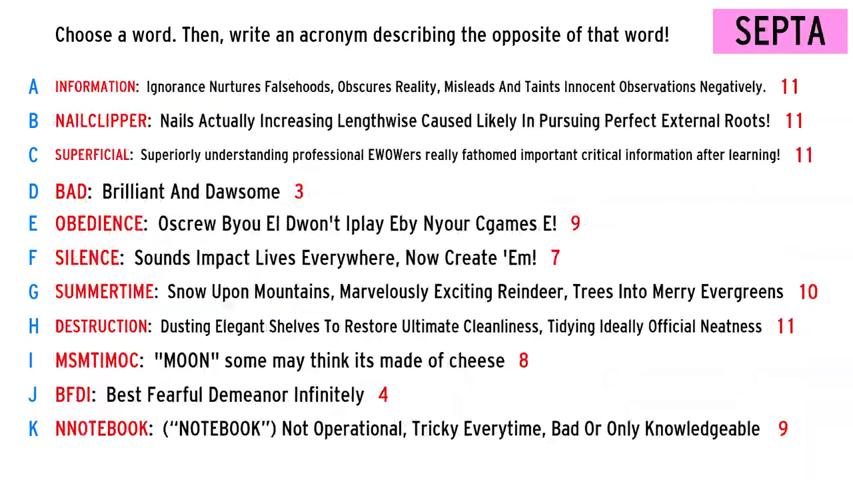 Choose a word. Then, write an acronym describing the opposite of that word!
SEPTA
A INFORMATION: Ignorance Nurtures Falsehoods, Obscures Reality, Misleads And Taints Innocent Observations Negatively. 11
B NAILCLIPPER: Nails Actually Increasing Lengthwise Caused Likely In Pursuing Perfect External Roots! 11
C SUPERFICIAL: Superiorly understanding professional EWOWers really fathomed important critical information after learning! 11
D BAD: Brilliant And Dawsome 3
E OBEDIENCE: Oscrew Byou EI Dwon't Iplay Eby Nyour Cgames E! 9
F SILENCE: Sounds Impact Lives Everywhere, Now Create 'Em! 7
G SUMMERTIME: Snow Upon Mountains, Marvelously Exciting Reindeer, Trees Into Merry Evergreens 10
H DESTRUCTION: Dusting Elegant Shelves To Restore Ultimate Cleanliness, Tidying Ideally Official Neatness 11
I MSMTIMOC: "MOON" some may think its made of cheese 8
J BFDI: Best Fearful Demeanor Infinitely 4
K NNOTEBOOK: (“NOTEBOOK”) Not Operational, Tricky Everytime, Bad Or Only Knowledgeable 9